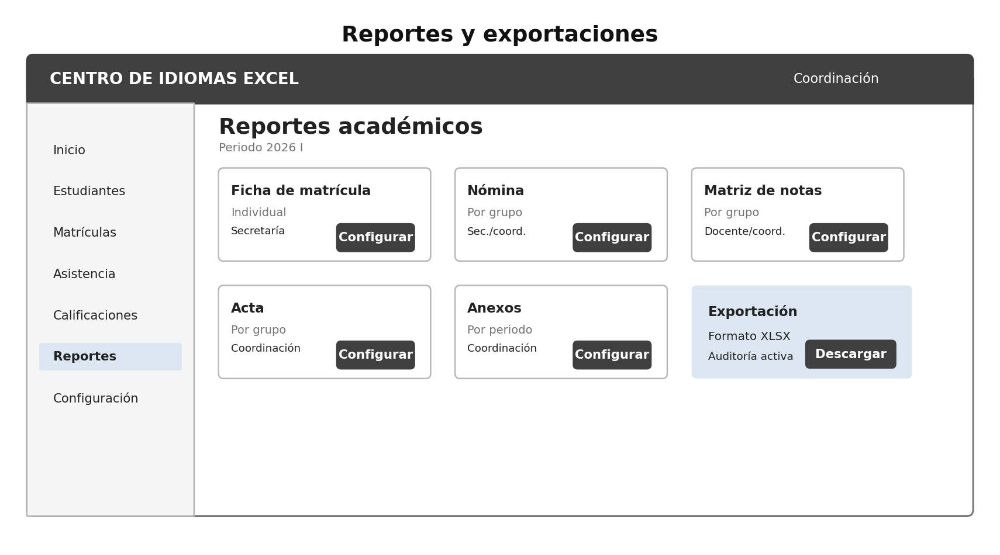 Reportes y exportaciones
CENTRO DE IDIOMAS EXCEL
Coordinación
Inicio
Estudiantes
Matrículas
Asistencia
Calificaciones
Reportes
Configuración
Reportes académicos
Periodo 2026 I
Ficha de matrícula
Individual
Secretaría
Configurar
Nómina
Por grupo
Sec./coord.
Configurar
Matriz de notas
Por grupo
Docente/coord.
Configurar
Acta
Por grupo
Coordinación
Configurar
Anexos
Por periodo
Coordinación
Configurar
Exportación
Formato XLSX
Auditoría activa
Descargar